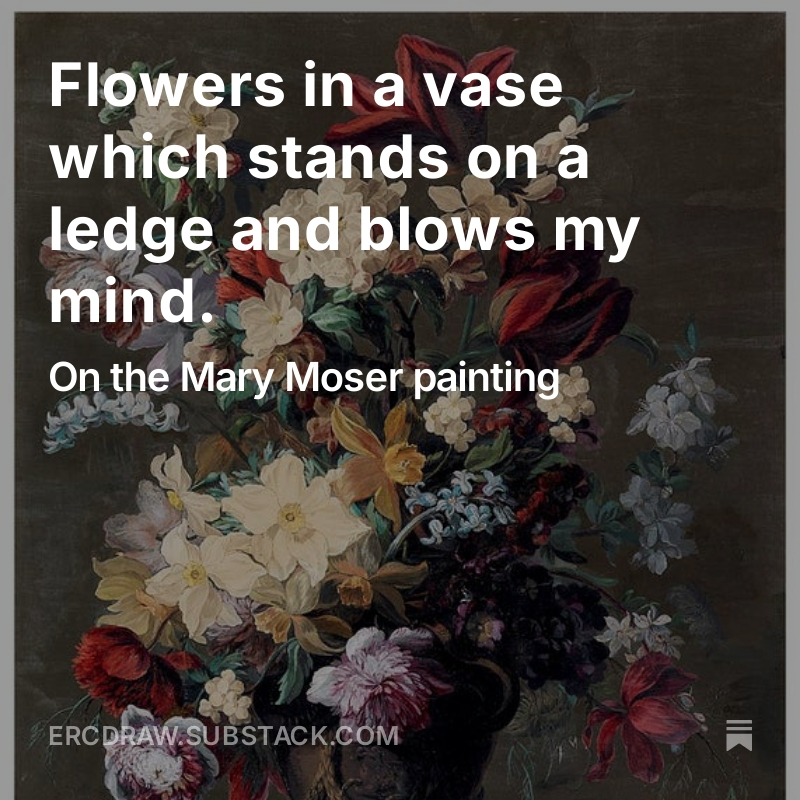 Flowers in a vase
which stands on a
ledge and blows my
mind.
On the Mary Moser painting
ERCDRAW.SUBSTACK.COM